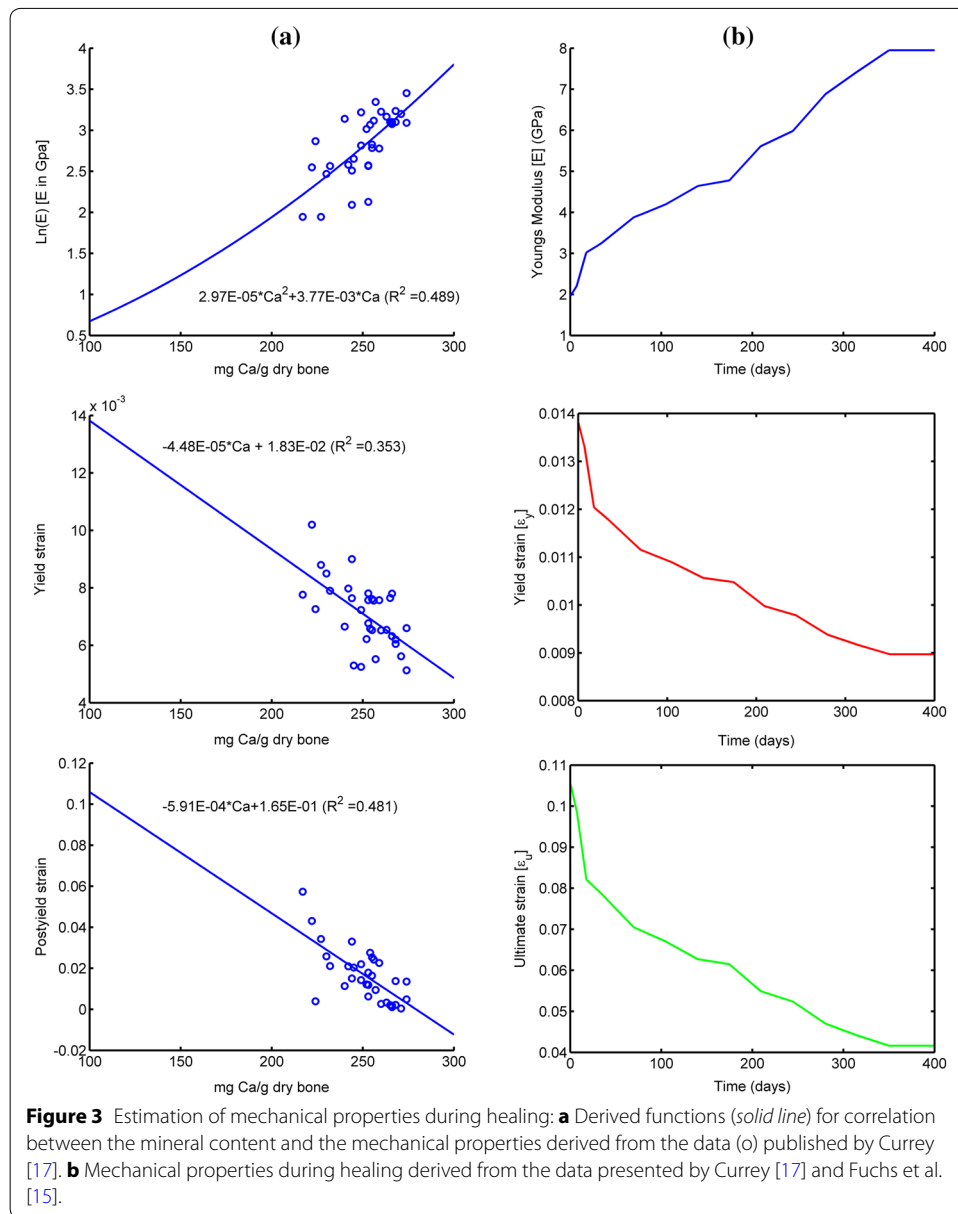 (a)
(b)
4
3.5
3
2.5
2
1.5
1
0.5
Ln(E) [E in Gpa]
2.97E-05*Ca²+3.77E-03*Ca (R² =0.489)
100 150 200 250 300
mg Ca/g dry bone
8
7
6
5
4
3
2
1
Youngs Modulus [E] (GPa)
0 100 200 300 400
Time (days)
x 10⁻³
14
12
10
8
6
4
Yield strain
-4.48E-05*Ca + 1.83E-02 (R² =0.353)
100 150 200 250 300
mg Ca/g dry bone
0.014
0.013
0.012
0.011
0.01
0.009
0.008
Yield strain [εy]
0 100 200 300 400
Time (days)
0.12
0.1
0.08
0.06
0.04
0.02
0
-0.02
Postyield strain
-5.91E-04*Ca+1.65E-01 (R² =0.481)
100 150 200 250 300
mg Ca/g dry bone
0.11
0.1
0.09
0.08
0.07
0.06
0.05
0.04
Ultimate strain [εu]
0 100 200 300 400
Time (days)
Figure 3 Estimation of mechanical properties during healing: a Derived functions (solid line) for correlation
between the mineral content and the mechanical properties derived from the data (o) published by Currey
[17]. b Mechanical properties during healing derived from the data presented by Currey [17] and Fuchs et al.
[15].